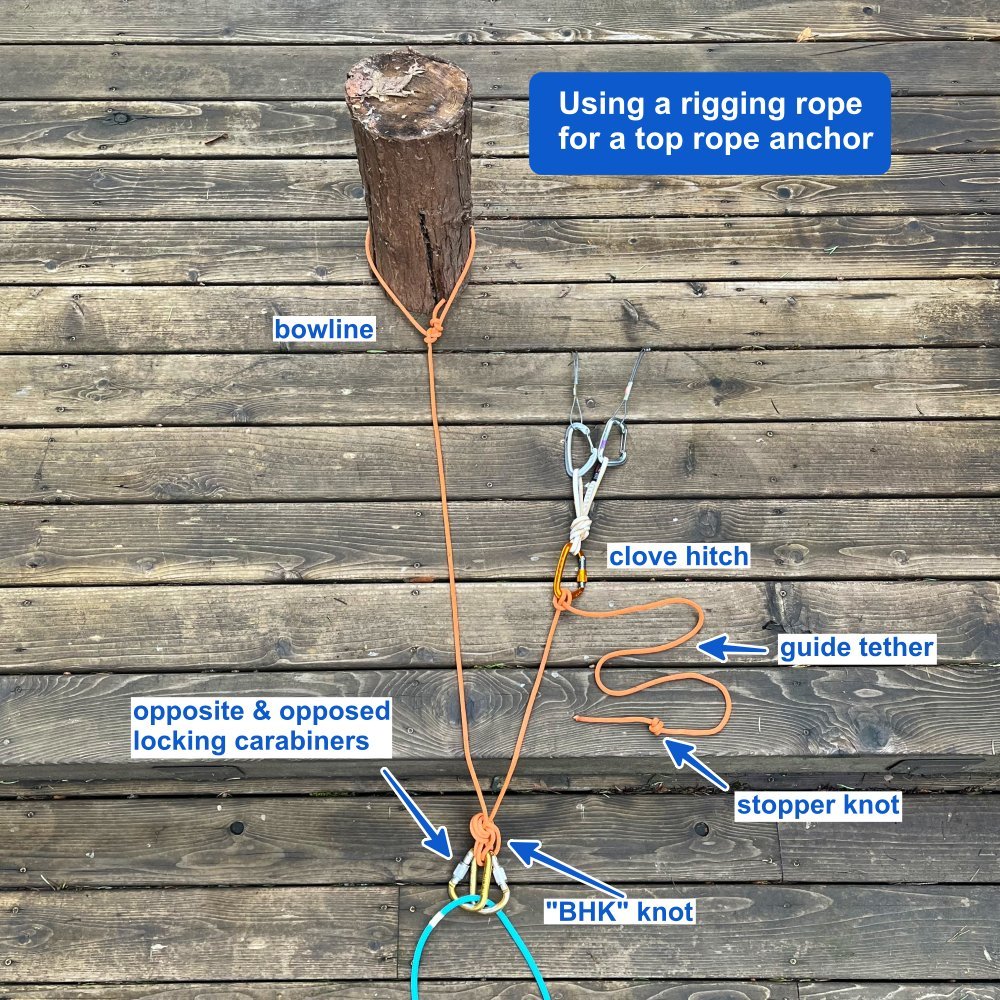 Using a rigging rope
for a top rope anchor
bowline
clove hitch
guide tether
opposite & opposed
locking carabiners
stopper knot
"BHK" knot